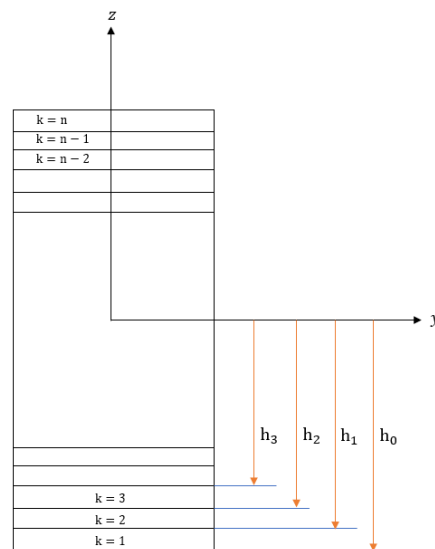 z
k = n
k = n − 1
k = n − 2
y
h₃
h₂
h₁
h₀
k = 3
k = 2
k = 1